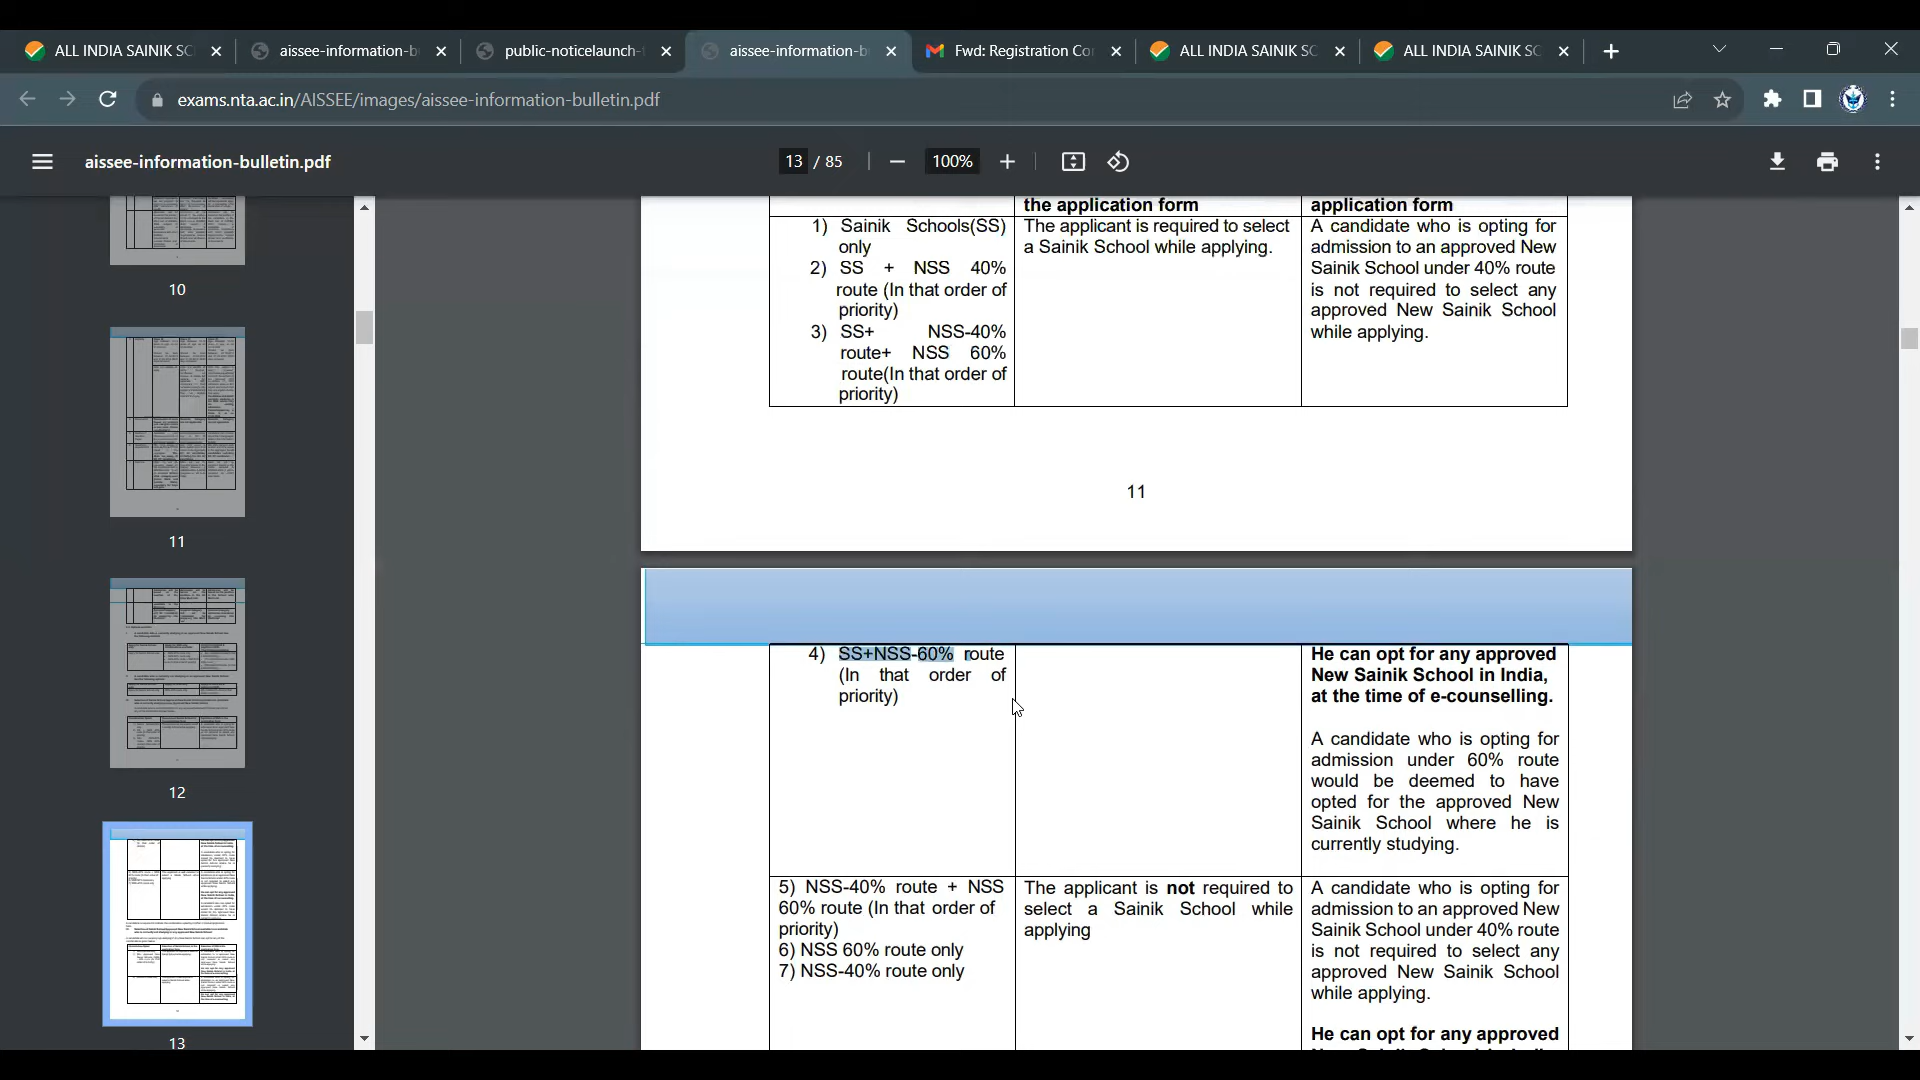 ALL INDIA SAINIK SC
aissee-information-b
public-noticelaunch-
aissee-information-b
Fwd: Registration Co
ALL INDIA SAINIK SC
ALL INDIA SAINIK SC
exams.nta.ac.in/AISSEE/images/aissee-information-bulletin.pdf
aissee-information-bulletin.pdf
13 / 85
100%
10
11
12
13
the application form
application form
1) Sainik Schools(SS)
only
2) SS + NSS 40%
route (In that order of
priority)
3) SS+ NSS-40%
route+ NSS 60%
route(In that order of
priority)
The applicant is required to select
a Sainik School while applying.
A candidate who is opting for
admission to an approved New
Sainik School under 40% route
is not required to select any
approved New Sainik School
while applying.
11
4) SS+NSS-60% route
(In that order of
priority)
He can opt for any approved
New Sainik School in India,
at the time of e-counselling.
A candidate who is opting for
admission under 60% route
would be deemed to have
opted for the approved New
Sainik School where he is
currently studying.
5) NSS-40% route + NSS
60% route (In that order of
priority)
6) NSS 60% route only
7) NSS-40% route only
The applicant is not required to
select a Sainik School while
applying
A candidate who is opting for
admission to an approved New
Sainik School under 40% route
is not required to select any
approved New Sainik School
while applying.
He can opt for any approved